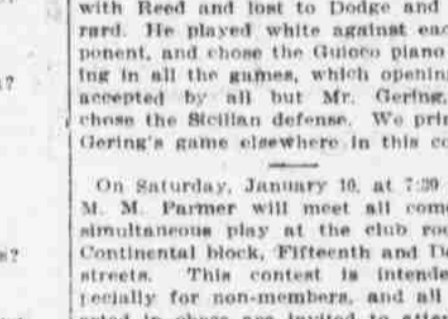 with Reed and lost to Dodge and
rard. He played white against eac
ponent, and chose the Guioco piano
ing in all the games, which opening
accepted by all but Mr. Gering,
chose the Sicilian defense. We prin
Gering's game elsewhere in this co
On Saturday, January 10, at 7:30
M. M. Parmer will meet all come
simultaneous play at the club roo
Continental block, Fifteenth and Do
streets. This contest is intende
pecially for non-members, and all
ested in chess are invited to atten